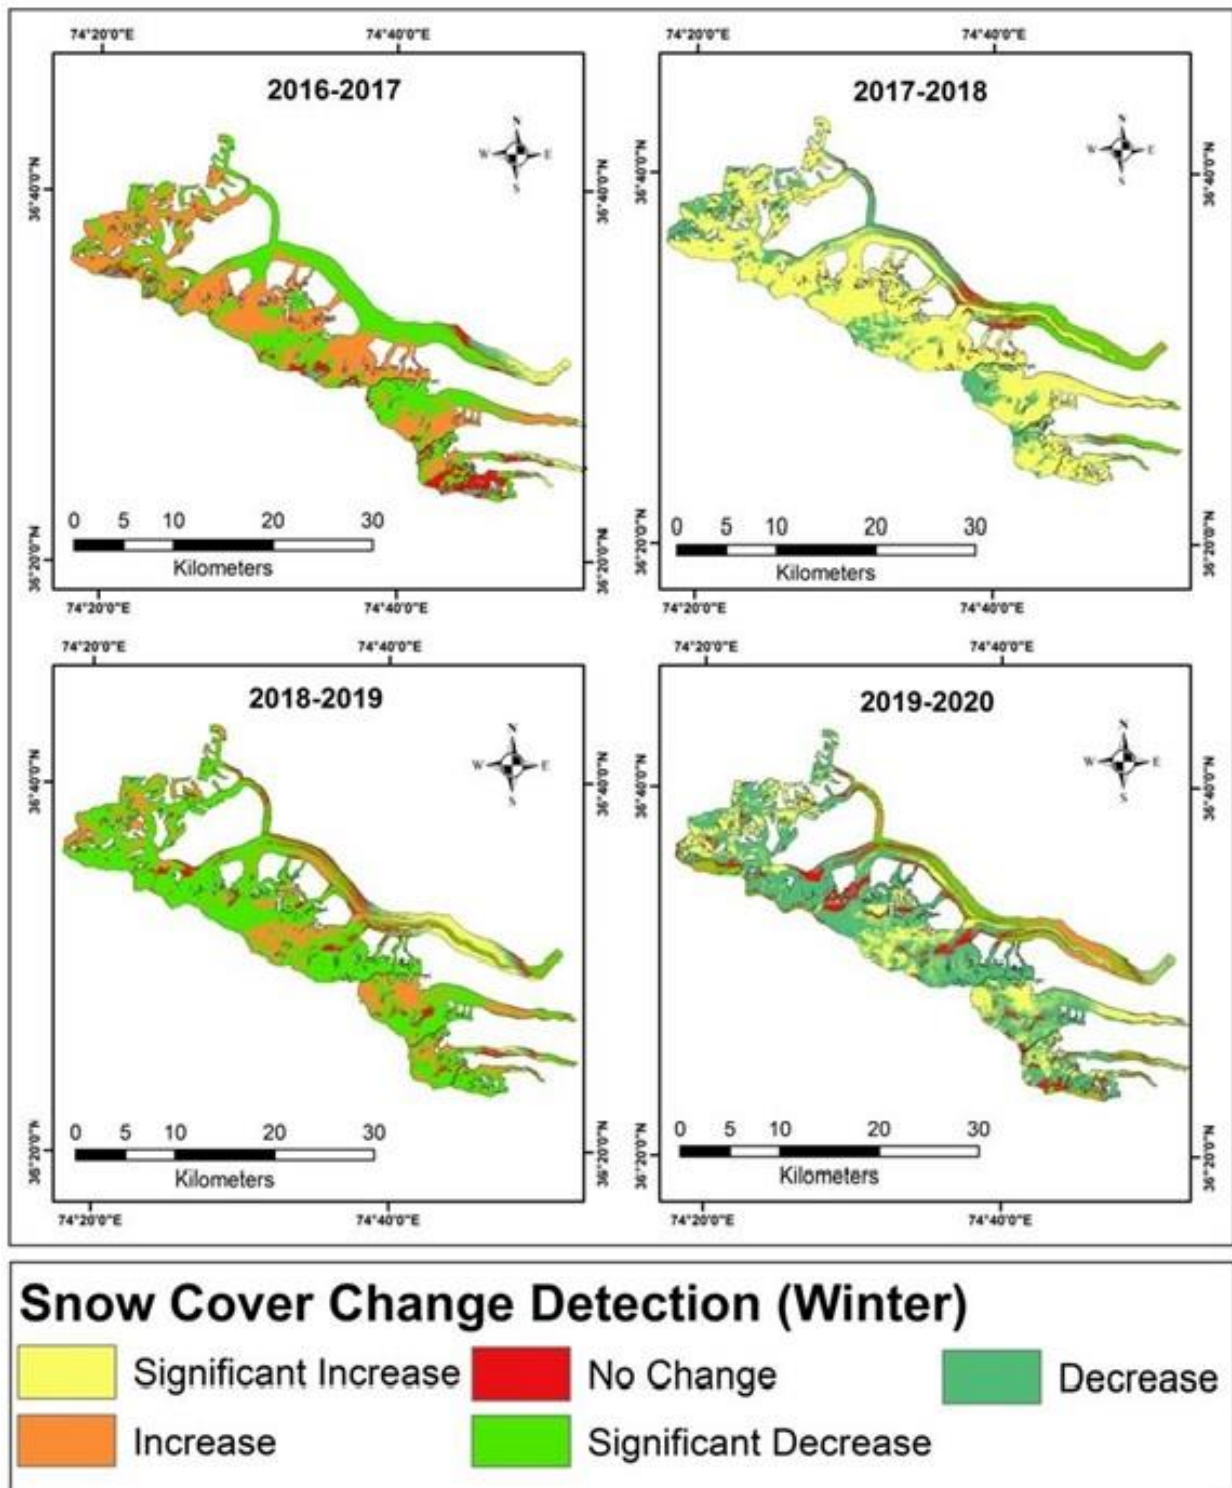 74°20'0"E 74°40'0"E
2016-2017
N
W E
S
36°40'0"N 36°40'0"N
0 5 10 20 30
Kilometers
36°20'0"N 36°20'0"N
74°20'0"E 74°40'0"E
74°20'0"E 74°40'0"E
2017-2018
N
W E
S
36°40'0"N 36°40'0"N
0 5 10 20 30
Kilometers
36°20'0"N 36°20'0"N
74°20'0"E 74°40'0"E
74°20'0"E 74°40'0"E
2018-2019
N
W E
S
36°40'0"N 36°40'0"N
0 5 10 20 30
Kilometers
36°20'0"N 36°20'0"N
74°20'0"E 74°40'0"E
74°20'0"E 74°40'0"E
2019-2020
N
W E
S
36°40'0"N 36°40'0"N
0 5 10 20 30
Kilometers
36°20'0"N 36°20'0"N
74°20'0"E 74°40'0"E
Snow Cover Change Detection (Winter)
Significant Increase No Change Decrease
Increase Significant Decrease